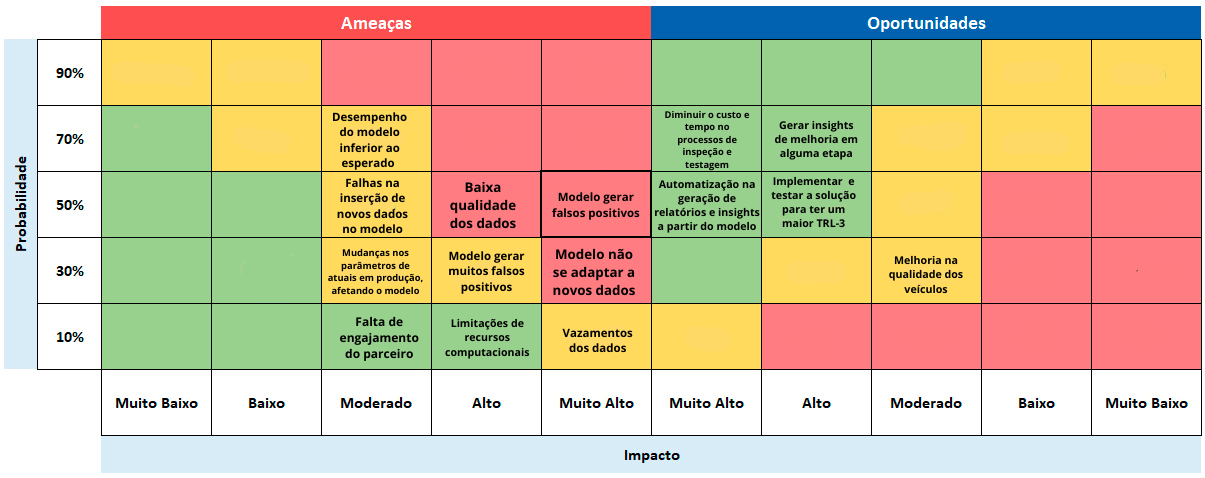 Ameaças
Oportunidades
Probabilidade
90%
70%
Desempenho
do modelo
inferior ao
esperado
Diminuir o custo e
tempo no
processos de
inspeção e
testagem
Gerar insights
de melhoria em
alguma etapa
50%
Falhas na
inserção de
novos dados
no modelo
Baixa
qualidade
dos dados
Modelo gerar
falsos positivos
Automatização na
geração de
relatórios e insights
a partir do modelo
Implementar e
testar a solução
para ter um
maior TRL-3
30%
Mudanças nos
parâmetros de
atuais em produção,
afetando o modelo
Modelo gerar
muitos falsos
positivos
Modelo não
se adaptar a
novos dados
Melhoria na
qualidade dos
veículos
10%
Falta de
engajamento
do parceiro
Limitações de
recursos
computacionais
Vazamentos
dos dados
Muito Baixo
Baixo
Moderado
Alto
Muito Alto
Muito Alto
Alto
Moderado
Baixo
Muito Baixo
Impacto